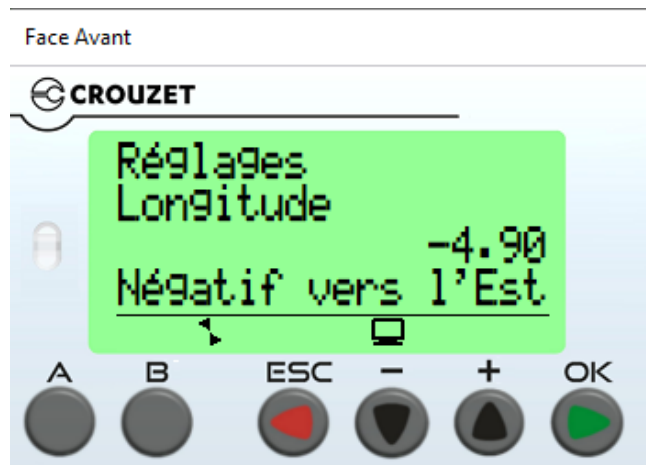 Face Avant
CROUZET
Réglages
Longitude
-4.90
Négatif vers l'Est
A B ESC - + OK